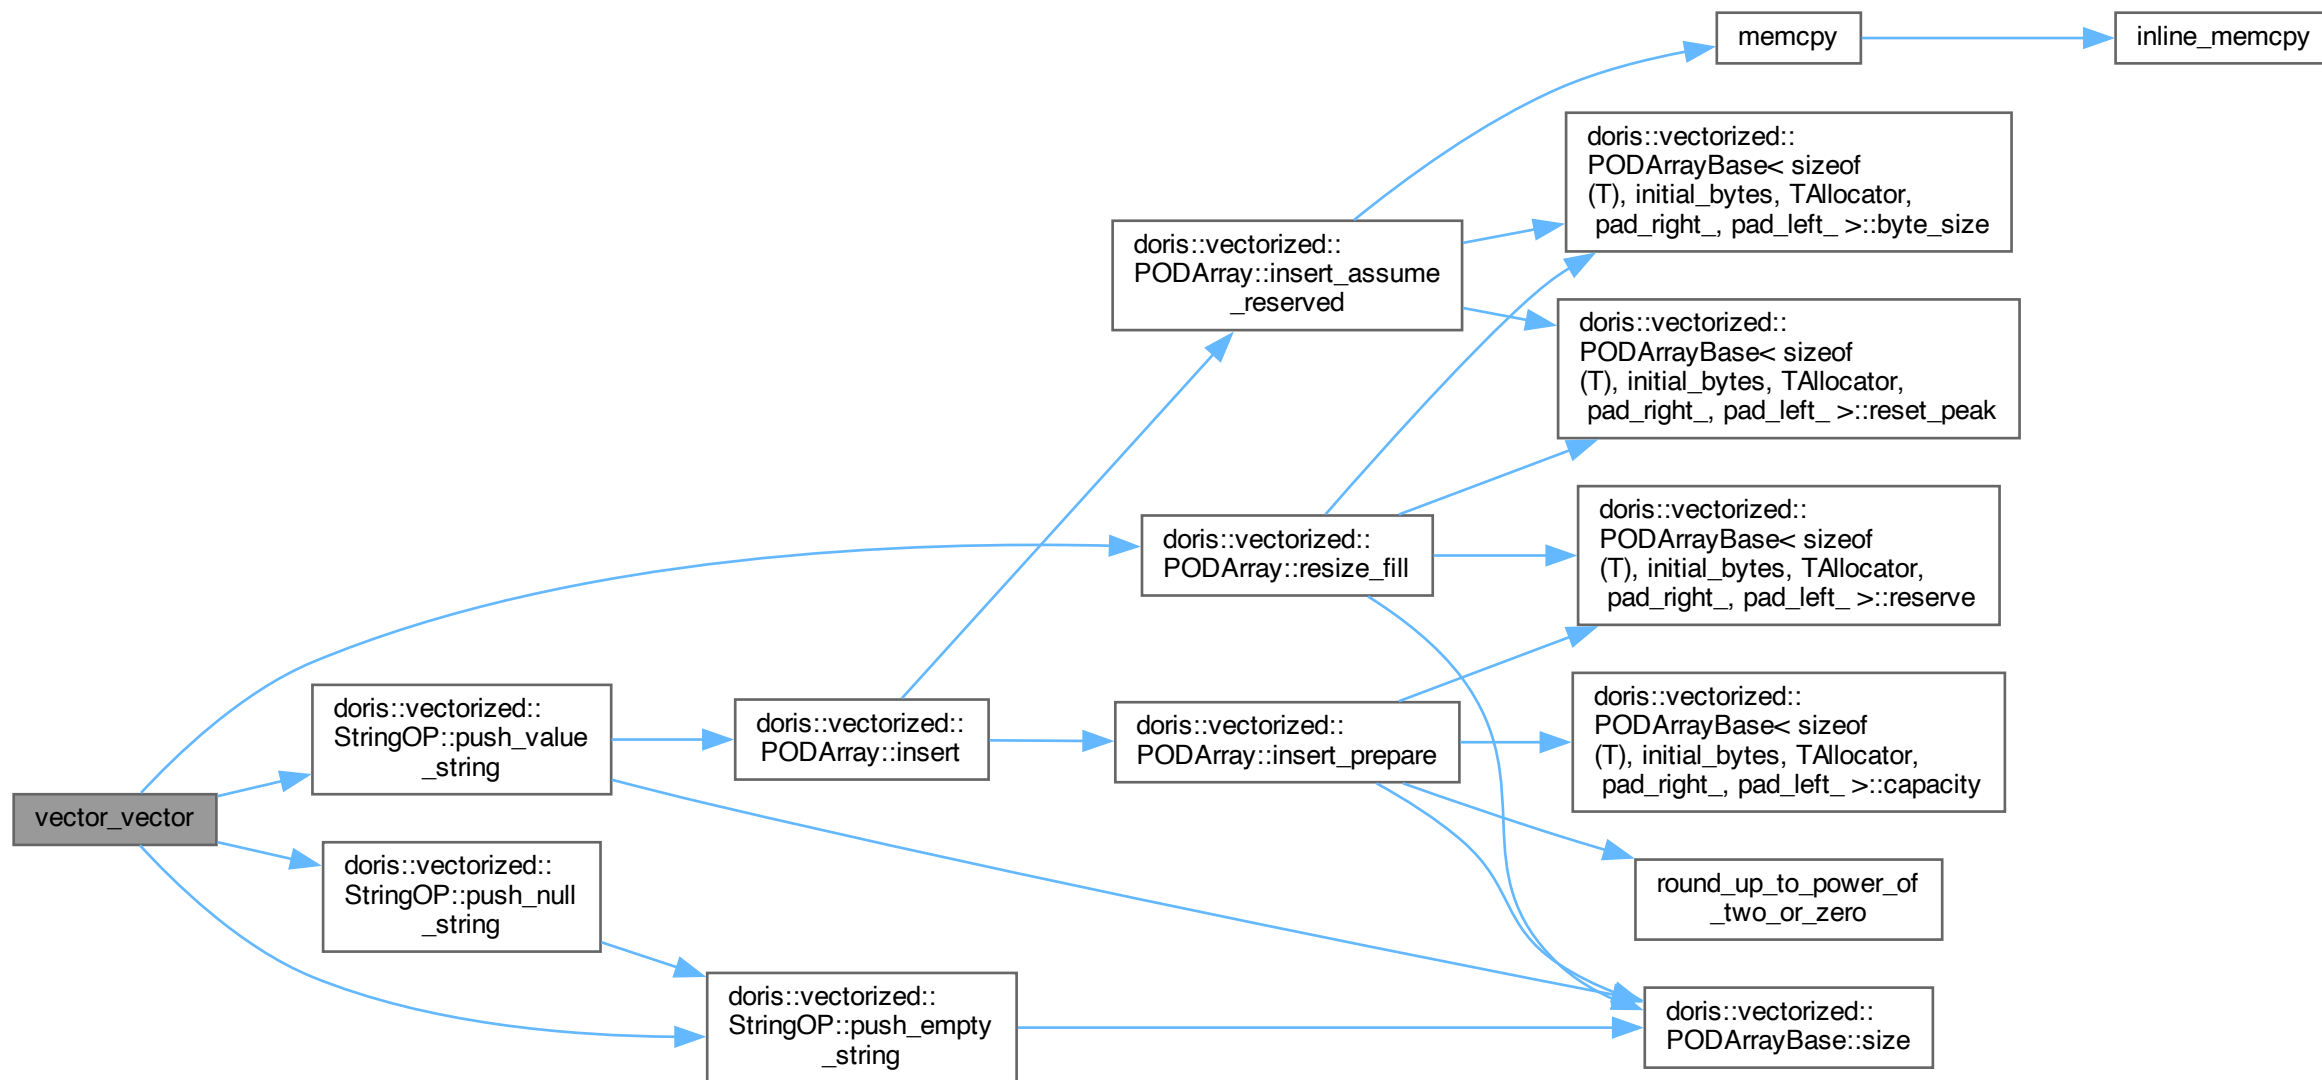 vector_vector
doris::vectorized::
StringOP::push_value
_string
doris::vectorized::
StringOP::push_null
_string
doris::vectorized::
StringOP::push_empty
_string
doris::vectorized::
PODArray::insert
doris::vectorized::
PODArray::insert_assume
_reserved
doris::vectorized::
PODArray::resize_fill
doris::vectorized::
PODArray::insert_prepare
memcpy
inline_memcpy
doris::vectorized::
PODArrayBase< sizeof
(T), initial_bytes, TAllocator,
pad_right_, pad_left_ >::byte_size
doris::vectorized::
PODArrayBase< sizeof
(T), initial_bytes, TAllocator,
pad_right_, pad_left_ >::reset_peak
doris::vectorized::
PODArrayBase< sizeof
(T), initial_bytes, TAllocator,
pad_right_, pad_left_ >::reserve
doris::vectorized::
PODArrayBase< sizeof
(T), initial_bytes, TAllocator,
pad_right_, pad_left_ >::capacity
round_up_to_power_of
_two_or_zero
doris::vectorized::
PODArrayBase::size